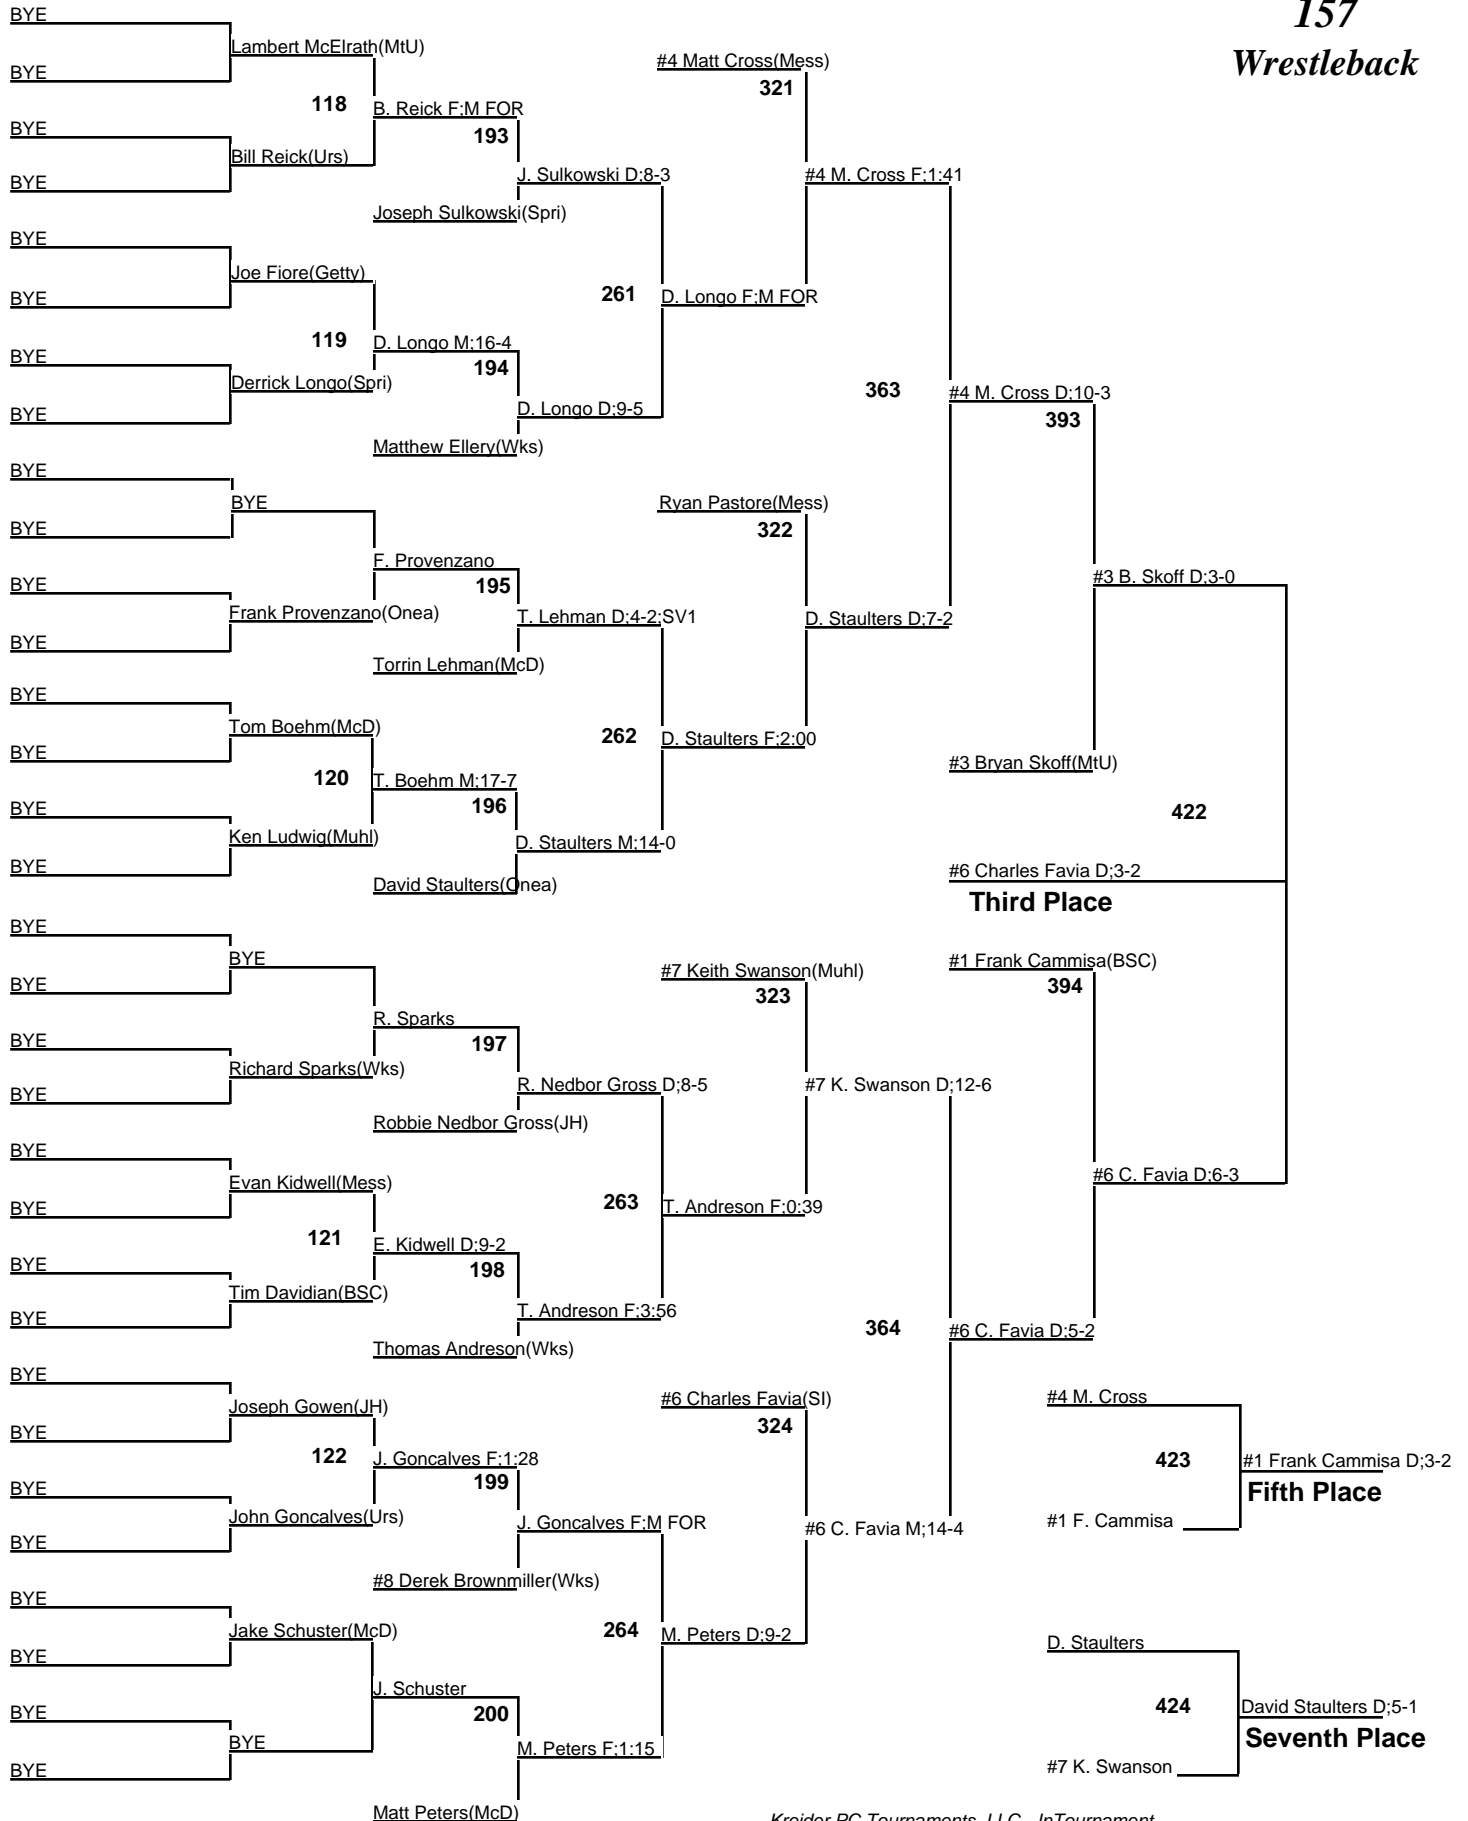 157
Wrestleback
BYE
Lambert McElrath(MtU)
BYE
118
B. Reick F;M FOR
193
BYE
Bill Reick(Urs)
BYE
J. Sulkowski D;8-3
Joseph Sulkowski(Spri)
BYE
Joe Fiore(Getty)
BYE
261
D. Longo F;M FOR
119
D. Longo M;16-4
194
BYE
Derrick Longo(Spri)
BYE
D. Longo D;9-5
Matthew Ellery(Wks)
#4 Matt Cross(Mess)
321
#4 M. Cross F;1:41
363
#4 M. Cross D;10-3
393
BYE
BYE
BYE
F. Provenzano
195
BYE
Frank Provenzano(Onea)
BYE
T. Lehman D;4-2;SV1
Torrin Lehman(McD)
Ryan Pastore(Mess)
322
D. Staulters D;7-2
#3 B. Skoff D;3-0
BYE
Tom Boehm(McD)
BYE
262
D. Staulters F;2:00
120
T. Boehm M;17-7
196
BYE
Ken Ludwig(Muhl)
BYE
D. Staulters M;14-0
David Staulters(Onea)
#3 Bryan Skoff(MtU)
422
#6 Charles Favia D;3-2
Third Place
BYE
BYE
BYE
R. Sparks
197
BYE
Richard Sparks(Wks)
BYE
R. Nedbor Gross D;8-5
Robbie Nedbor Gross(JH)
#7 Keith Swanson(Muhl)
323
#7 K. Swanson D;12-6
#1 Frank Cammisa(BSC)
394
BYE
Evan Kidwell(Mess)
BYE
263
T. Andreson F;0:39
#6 C. Favia D;6-3
121
E. Kidwell D;9-2
198
BYE
Tim Davidian(BSC)
BYE
T. Andreson F;3:56
Thomas Andreson(Wks)
364
#6 C. Favia D;5-2
BYE
Joseph Gowen(JH)
BYE
122
J. Goncalves F;1:28
199
BYE
John Goncalves(Urs)
BYE
J. Goncalves F;M FOR
#8 Derek Brownmiller(Wks)
#6 Charles Favia(SI)
324
#6 C. Favia M;14-4
#4 M. Cross
423
#1 Frank Cammisa D;3-2
Fifth Place
#1 F. Cammisa
BYE
Jake Schuster(McD)
BYE
264
M. Peters D;9-2
J. Schuster
200
BYE
BYE
BYE
M. Peters F;1:15
Matt Peters(McD)
D. Staulters
424
David Staulters D;5-1
Seventh Place
#7 K. Swanson
Kreider PC Tournaments, LLC - InTournament